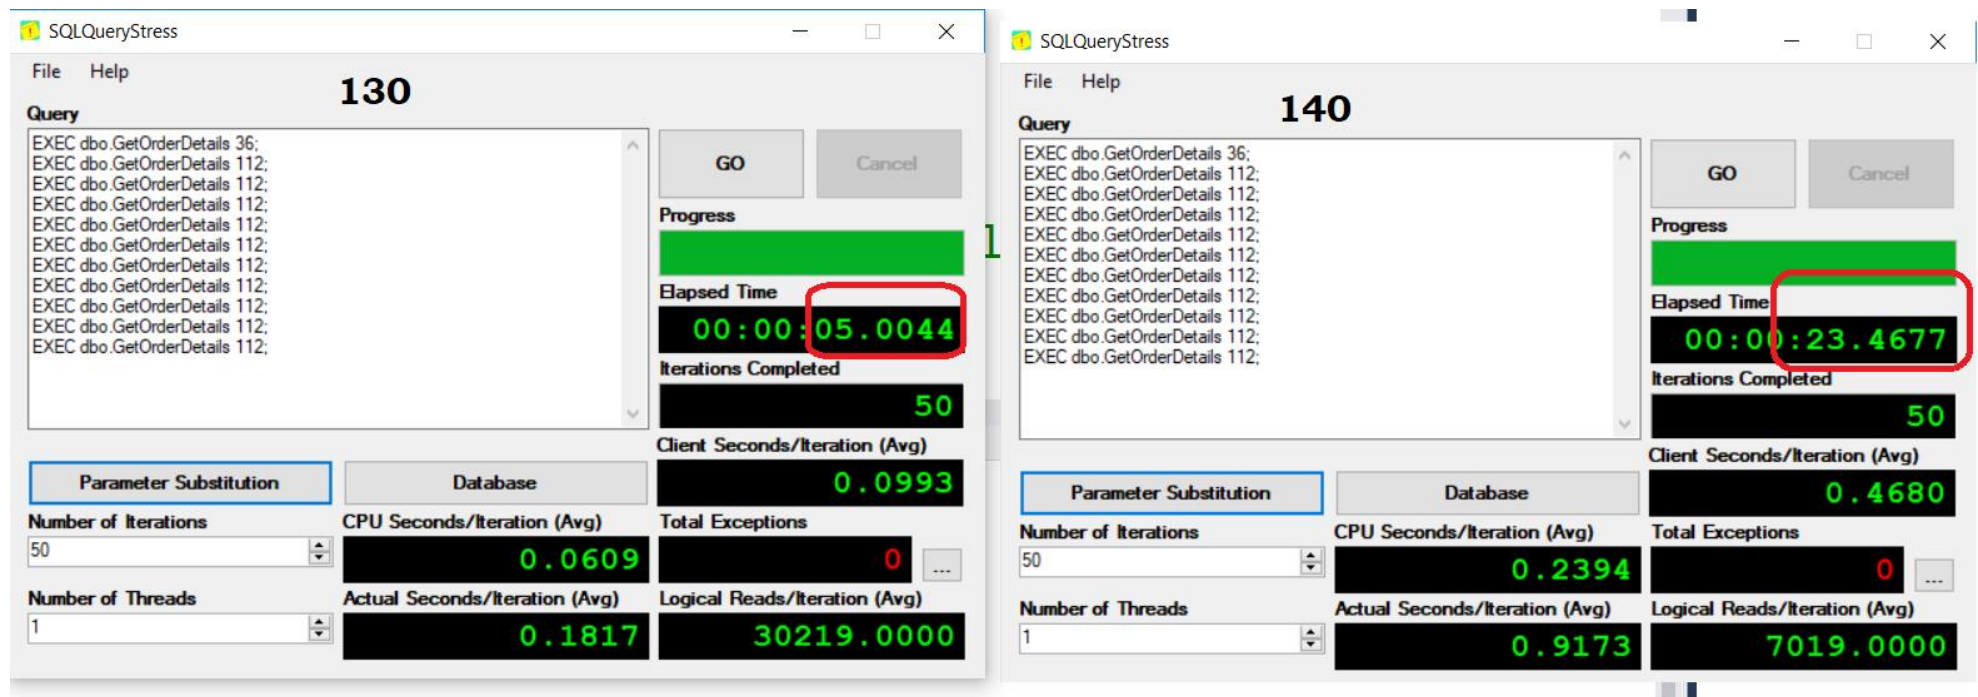 SQLQueryStress
File Help
130
Query
EXEC dbo.GetOrderDetails 36;
EXEC dbo.GetOrderDetails 112;
EXEC dbo.GetOrderDetails 112;
EXEC dbo.GetOrderDetails 112;
EXEC dbo.GetOrderDetails 112;
EXEC dbo.GetOrderDetails 112;
EXEC dbo.GetOrderDetails 112;
EXEC dbo.GetOrderDetails 112;
EXEC dbo.GetOrderDetails 112;
EXEC dbo.GetOrderDetails 112;
EXEC dbo.GetOrderDetails 112;
GO Cancel
Progress
Elapsed Time
00:00:05.0044
Iterations Completed
50
Client Seconds/Iteration (Avg)
0.0993
Parameter Substitution Database
Number of Iterations CPU Seconds/Iteration (Avg) Total Exceptions
50 0.0609 0 ...
Number of Threads Actual Seconds/Iteration (Avg) Logical Reads/Iteration (Avg)
1 0.1817 30219.0000
1
SQLQueryStress
File Help
140
Query
EXEC dbo.GetOrderDetails 36;
EXEC dbo.GetOrderDetails 112;
EXEC dbo.GetOrderDetails 112;
EXEC dbo.GetOrderDetails 112;
EXEC dbo.GetOrderDetails 112;
EXEC dbo.GetOrderDetails 112;
EXEC dbo.GetOrderDetails 112;
EXEC dbo.GetOrderDetails 112;
EXEC dbo.GetOrderDetails 112;
EXEC dbo.GetOrderDetails 112;
EXEC dbo.GetOrderDetails 112;
GO Cancel
Progress
Elapsed Time
00:00:23.4677
Iterations Completed
50
Client Seconds/Iteration (Avg)
0.4680
Parameter Substitution Database
Number of Iterations CPU Seconds/Iteration (Avg) Total Exceptions
50 0.2394 0 ...
Number of Threads Actual Seconds/Iteration (Avg) Logical Reads/Iteration (Avg)
1 0.9173 7019.0000